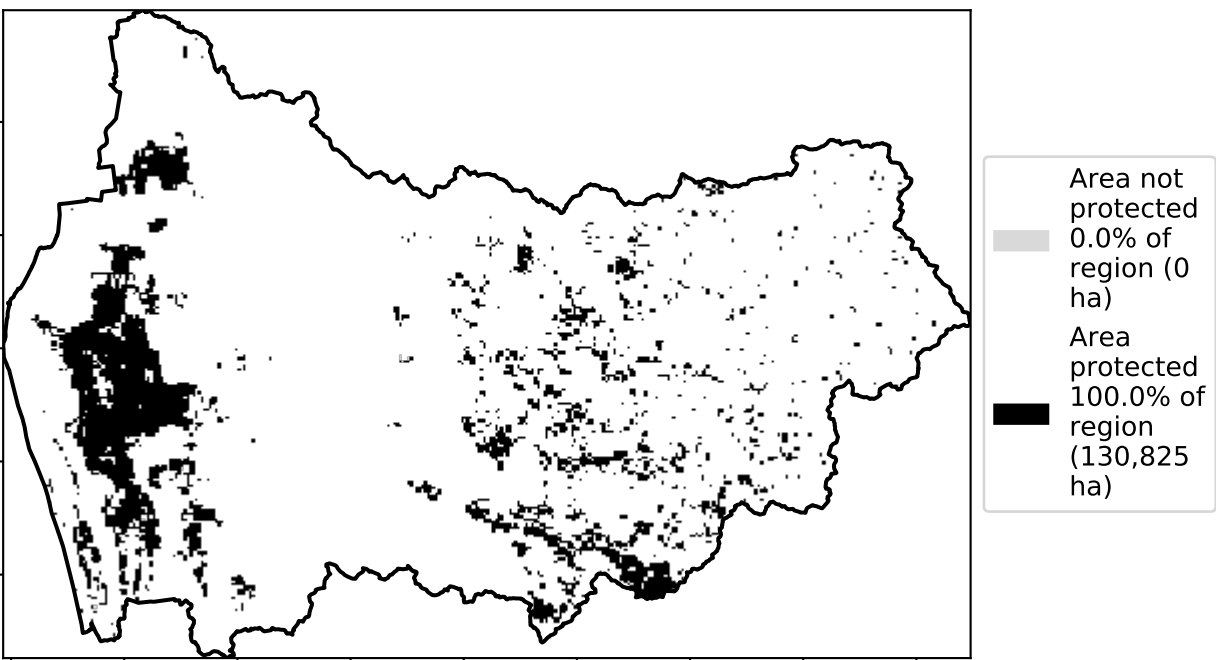 Area not
protected
0.0% of
region (0
ha)
Area
protected
100.0% of
region
(130,825
ha)